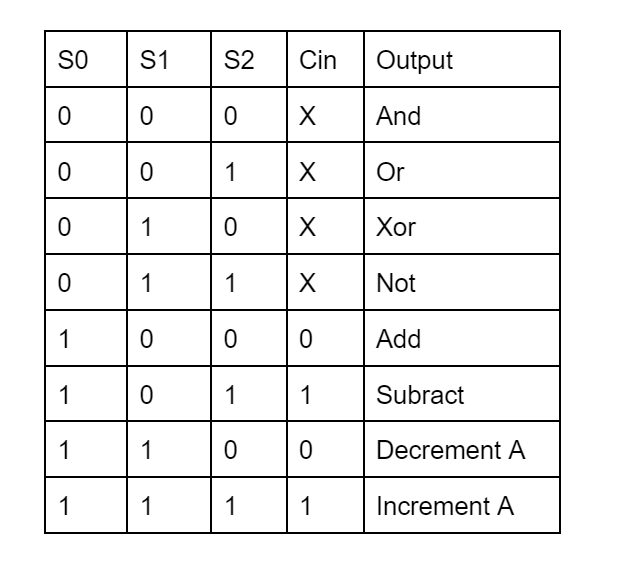 S0 S1 S2 Cin Output
0 0 0 X And
0 0 1 X Or
0 1 0 X Xor
0 1 1 X Not
1 0 0 0 Add
1 0 1 1 Subract
1 1 0 0 Decrement A
1 1 1 1 Increment A